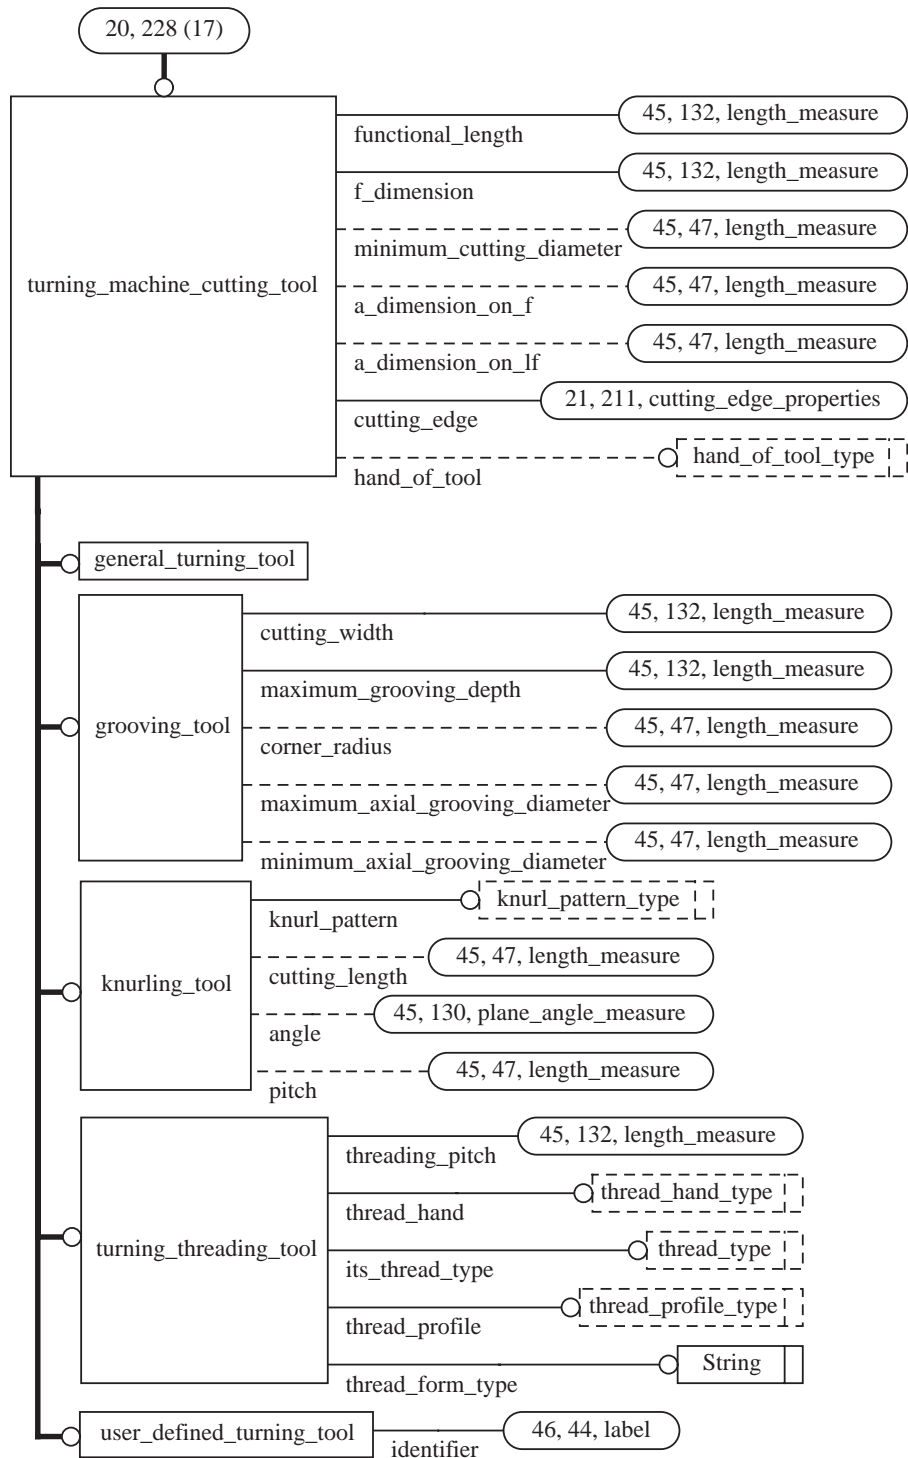 20, 228 (17)
turning_machine_cutting_tool
functional_length
45, 132, length_measure
f_dimension
45, 132, length_measure
minimum_cutting_diameter
45, 47, length_measure
a_dimension_on_f
45, 47, length_measure
a_dimension_on_lf
45, 47, length_measure
cutting_edge
21, 211, cutting_edge_properties
hand_of_tool
hand_of_tool_type
general_turning_tool
grooving_tool
cutting_width
45, 132, length_measure
maximum_grooving_depth
45, 132, length_measure
corner_radius
45, 47, length_measure
maximum_axial_grooving_diameter
45, 47, length_measure
minimum_axial_grooving_diameter
45, 47, length_measure
knurling_tool
knurl_pattern
knurl_pattern_type
cutting_length
45, 47, length_measure
angle
45, 130, plane_angle_measure
pitch
45, 47, length_measure
turning_threading_tool
threading_pitch
45, 132, length_measure
thread_hand
thread_hand_type
its_thread_type
thread_type
thread_profile
thread_profile_type
thread_form_type
String
user_defined_turning_tool
identifier
46, 44, label